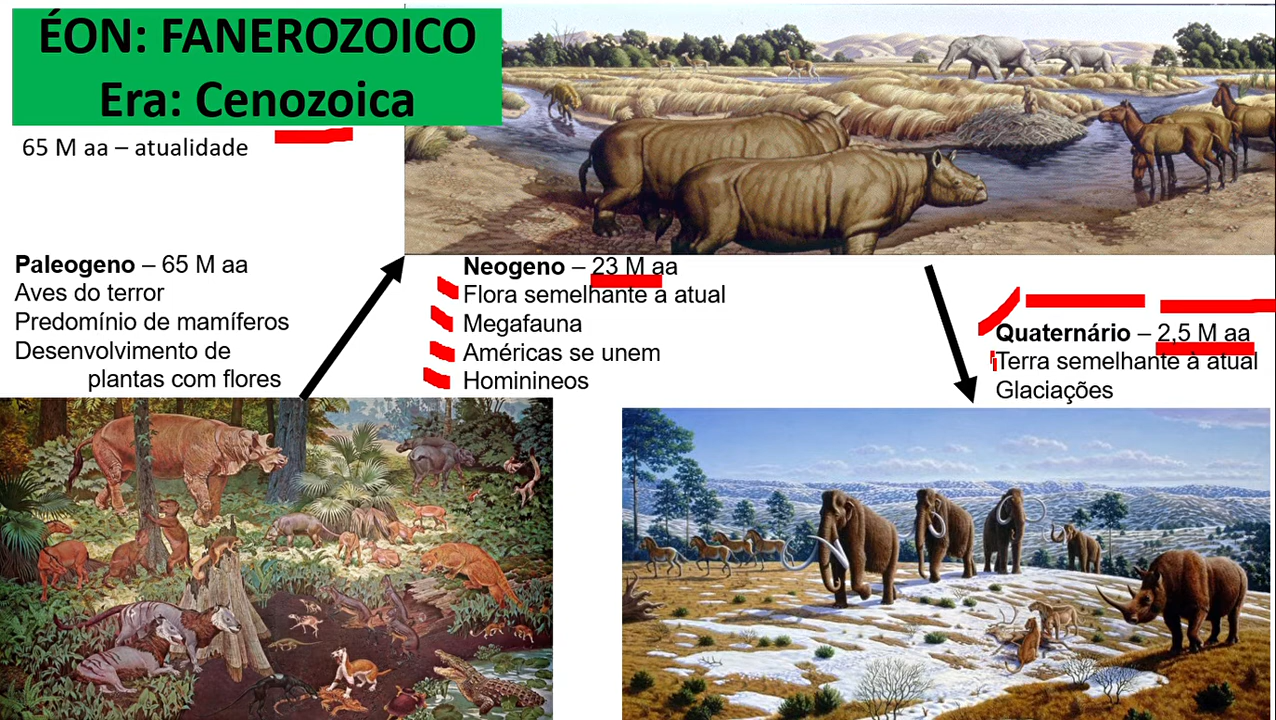 ÉON: FANEROZOICO
Era: Cenozoica
65 M aa – atualidade
Paleogeno – 65 M aa
Aves do terror
Predomínio de mamíferos
Desenvolvimento de
plantas com flores
Neogeno – 23 M aa
Flora semelhante a atual
Megafauna
Américas se unem
Hominineos
Quaternário – 2,5 M aa
Terra semelhante à atual
Glaciações